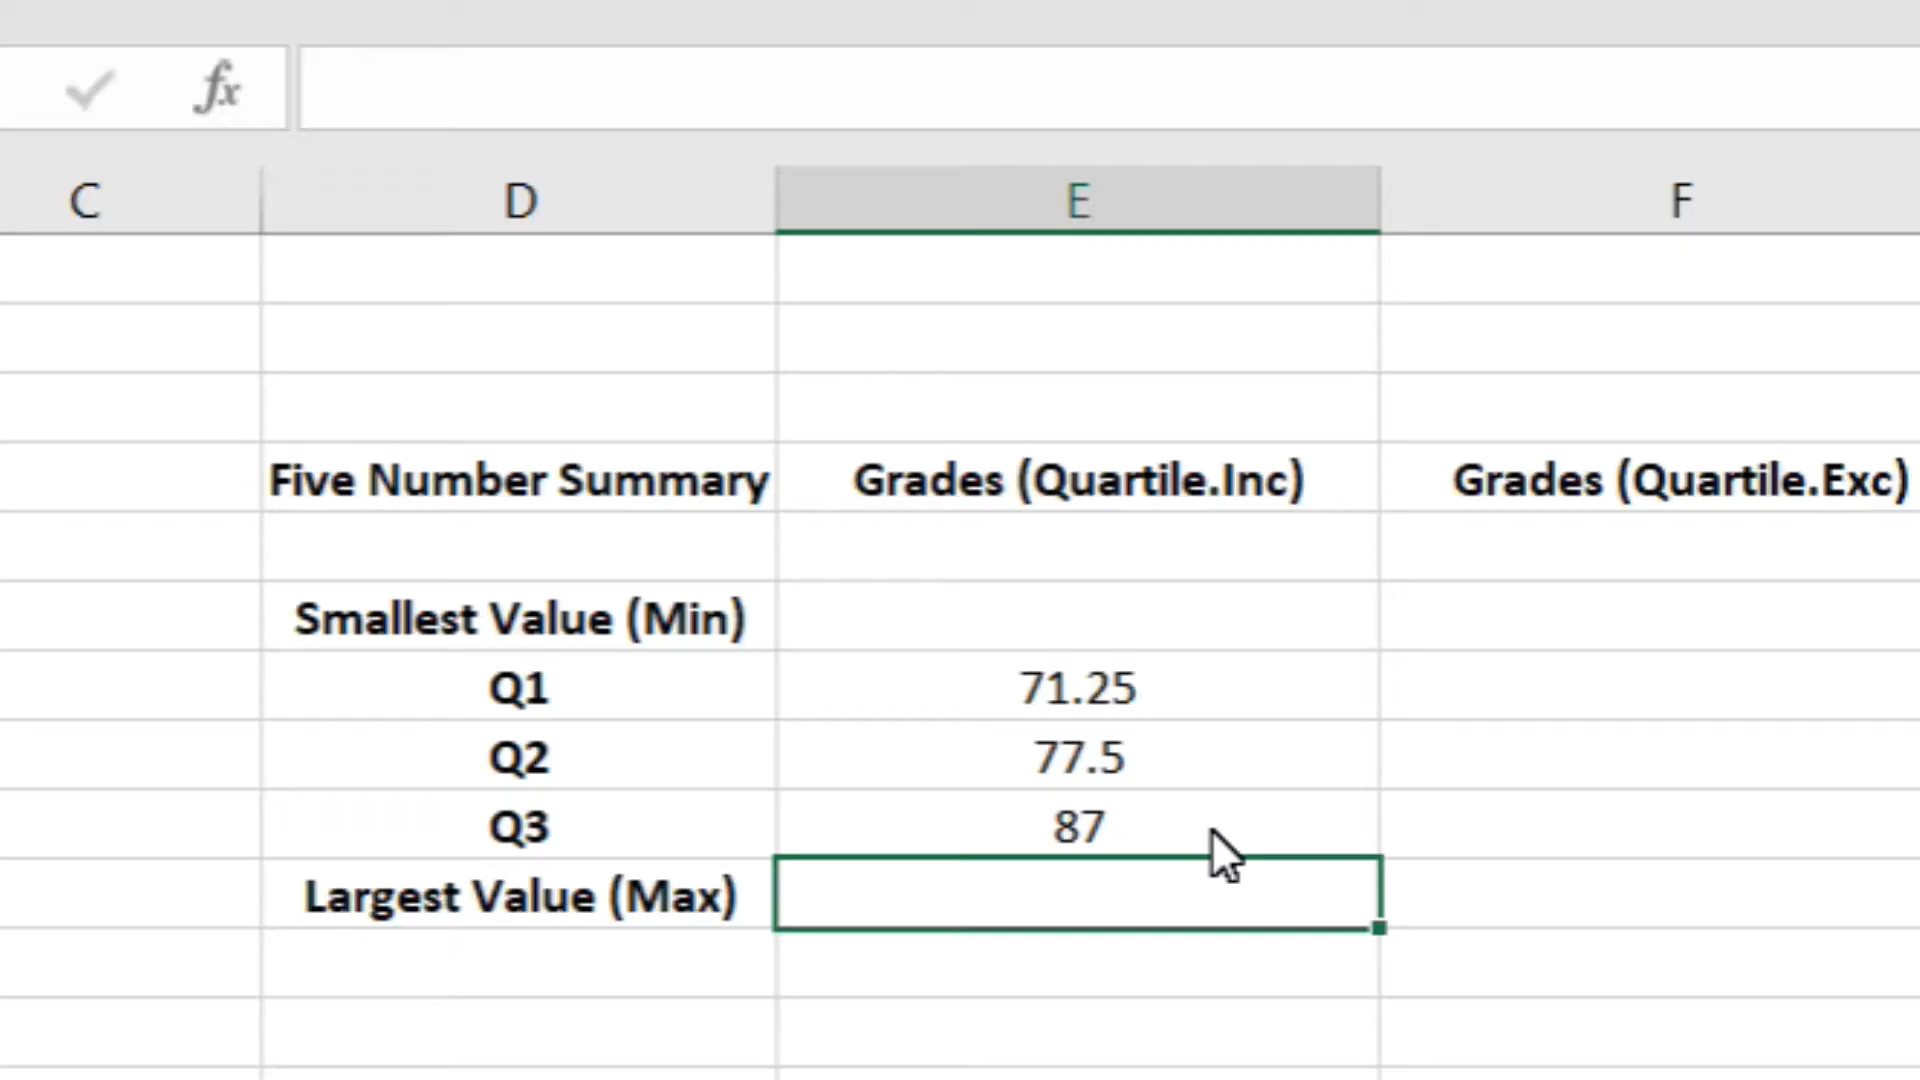 fx
C D E F
Five Number Summary Grades (Quartile.Inc) Grades (Quartile.Exc)
Smallest Value (Min)
Q1 71.25
Q2 77.5
Q3 87
Largest Value (Max)